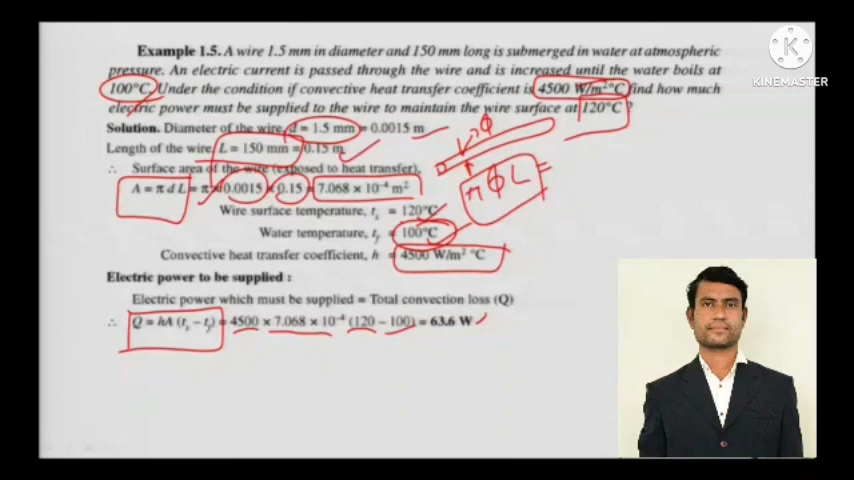 Example 1.5. A wire 1.5 mm in diameter and 150 mm long is submerged in water at atmospheric
pressure. An electric current is passed through the wire and is increased until the water boils at
100°C. Under the condition if convective heat transfer coefficient is 4500 W/m²°C find how much
electric power must be supplied to the wire to maintain the wire surface at 120°C ?
Solution. Diameter of the wire, d = 1.5 mm = 0.0015 m
Length of the wire, L = 150 mm = 0.15 m
∴ Surface area of the wire (exposed to heat transfer),
A = π d L = π × 0.0015 × 0.15 = 7.068 × 10⁻⁴ m²
Wire surface temperature, tₛ = 120°C
Water temperature, t_f = 100°C
Convective heat transfer coefficient, h = 4500 W/m² °C
Electric power to be supplied :
Electric power which must be supplied = Total convection loss (Q)
∴ Q = hA (tₛ – t_f) = 4500 × 7.068 × 10⁻⁴ (120 – 100) = 63.6 W
ϕ
π ϕ L =
K
KINEMASTER